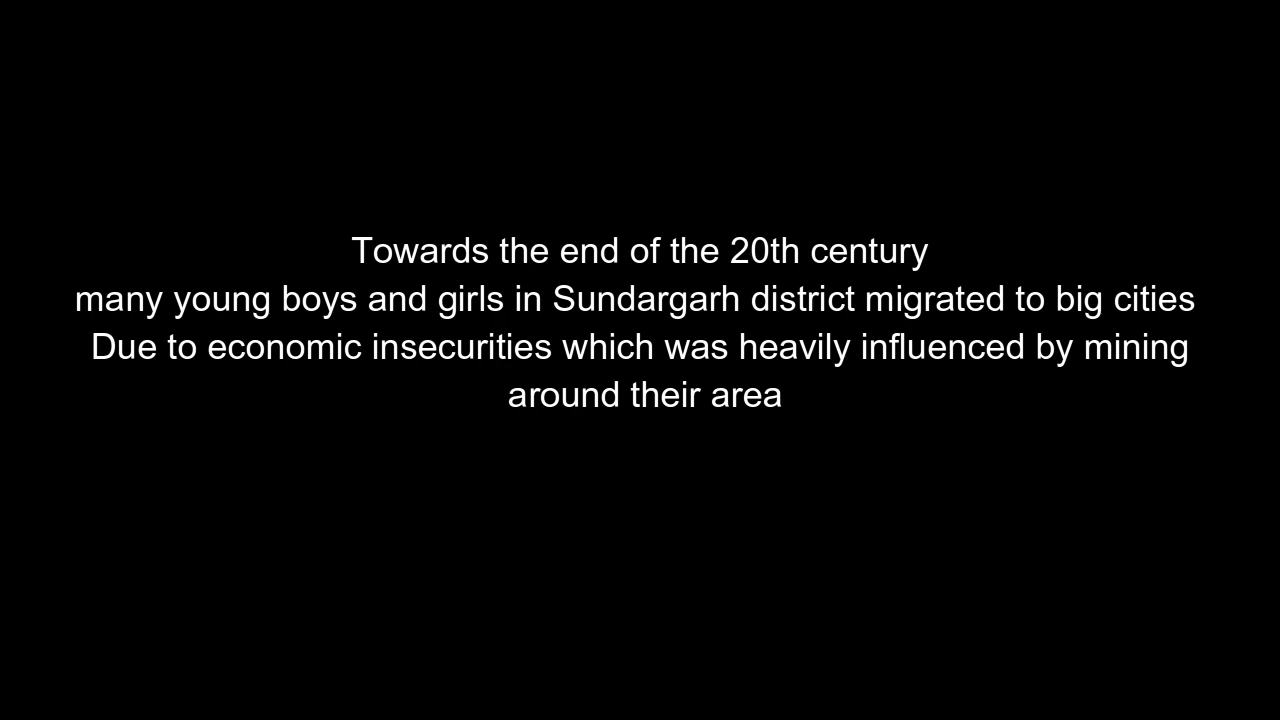 Towards the end of the 20th century
many young boys and girls in Sundargarh district migrated to big cities
Due to economic insecurities which was heavily influenced by mining
around their area